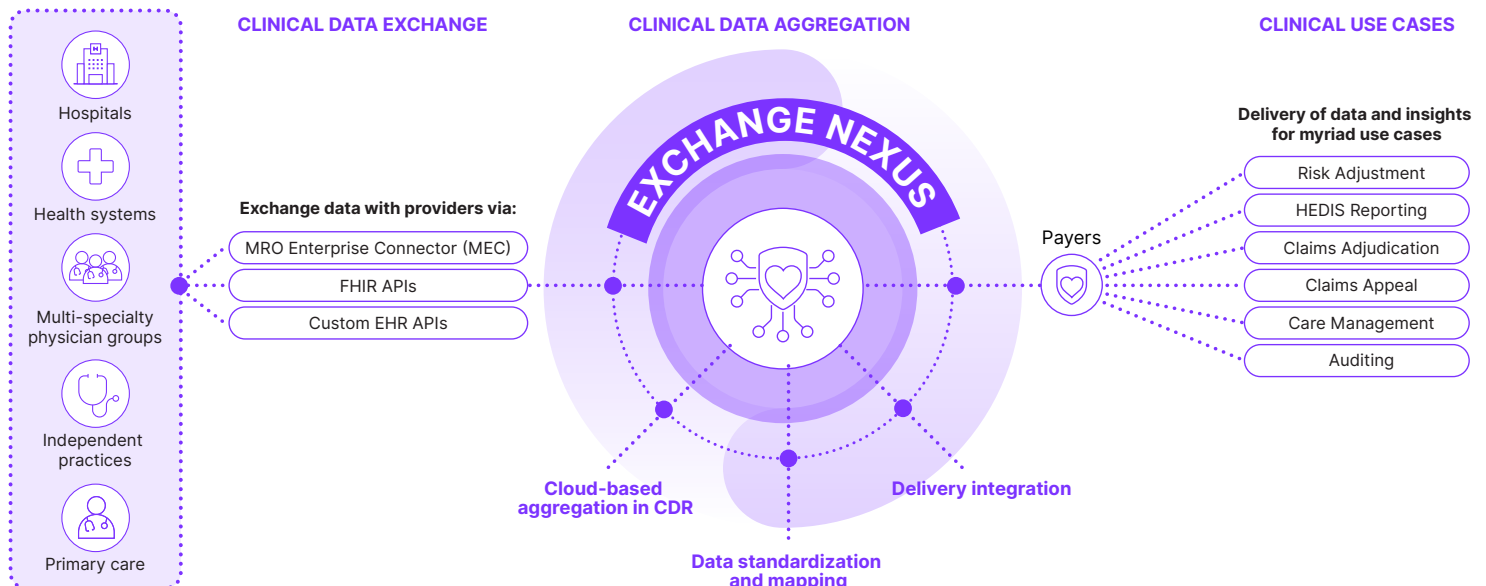 CLINICAL DATA EXCHANGE
CLINICAL DATA AGGREGATION
CLINICAL USE CASES
H
Hospitals
Health systems
Multi-specialty
physician groups
Independent
practices
Primary care
Exchange data with providers via:
MRO Enterprise Connector (MEC)
FHIR APIs
Custom EHR APIs
EXCHANGE NEXUS
Cloud-based
aggregation in CDR
Data standardization
and mapping
Delivery integration
Payers
Delivery of data and insights
for myriad use cases
Risk Adjustment
HEDIS Reporting
Claims Adjudication
Claims Appeal
Care Management
Auditing